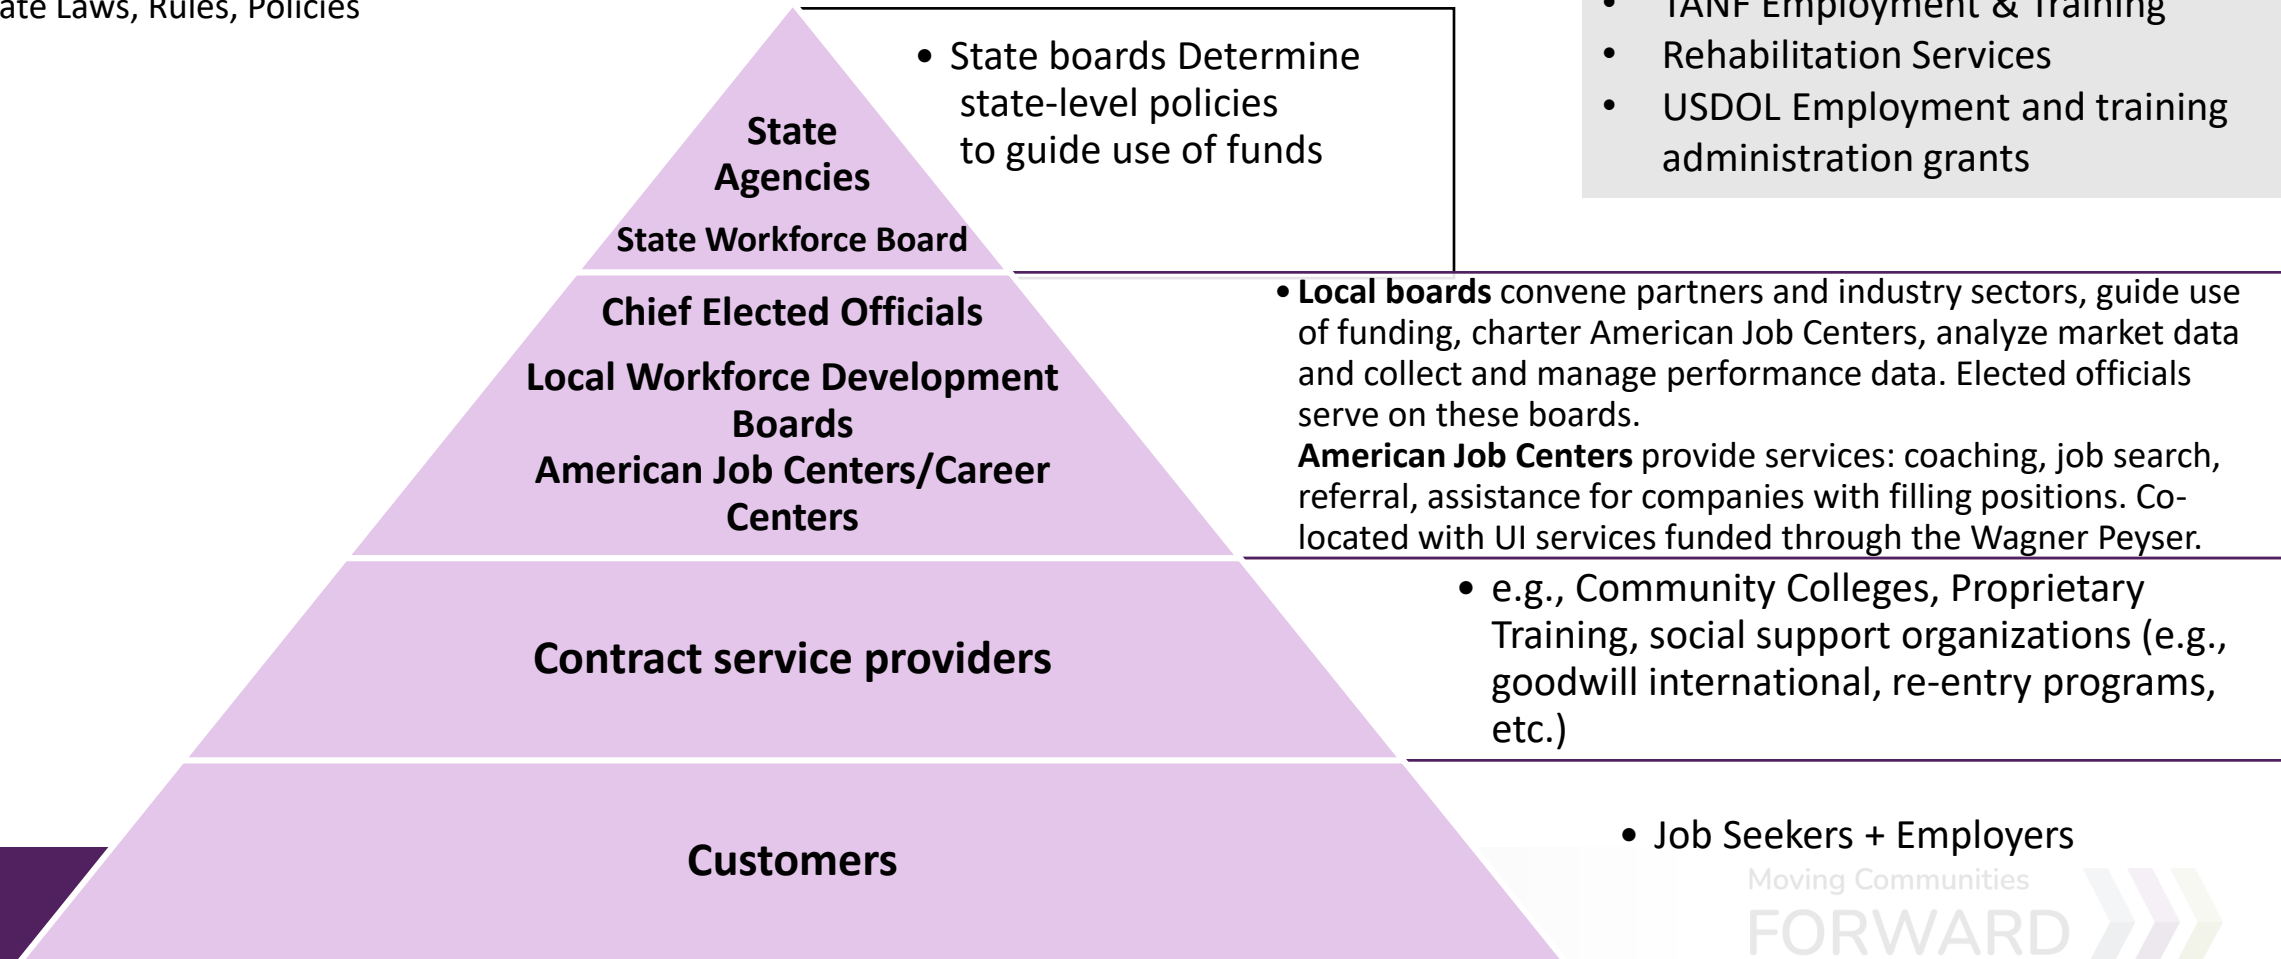 ate Laws, Rules, Policies
• TANF Employment & Training
• Rehabilitation Services
• USDOL Employment and training
administration grants
State
Agencies
State Workforce Board
• State boards Determine
state-level policies
to guide use of funds
Chief Elected Officials
Local Workforce Development
Boards
American Job Centers/Career
Centers
• Local boards convene partners and industry sectors, guide use
of funding, charter American Job Centers, analyze market data
and collect and manage performance data. Elected officials
serve on these boards.
American Job Centers provide services: coaching, job search,
referral, assistance for companies with filling positions. Co-
located with UI services funded through the Wagner Peyser.
Contract service providers
• e.g., Community Colleges, Proprietary
Training, social support organizations (e.g.,
goodwill international, re-entry programs,
etc.)
Customers
• Job Seekers + Employers
Moving Communities
FORWARD